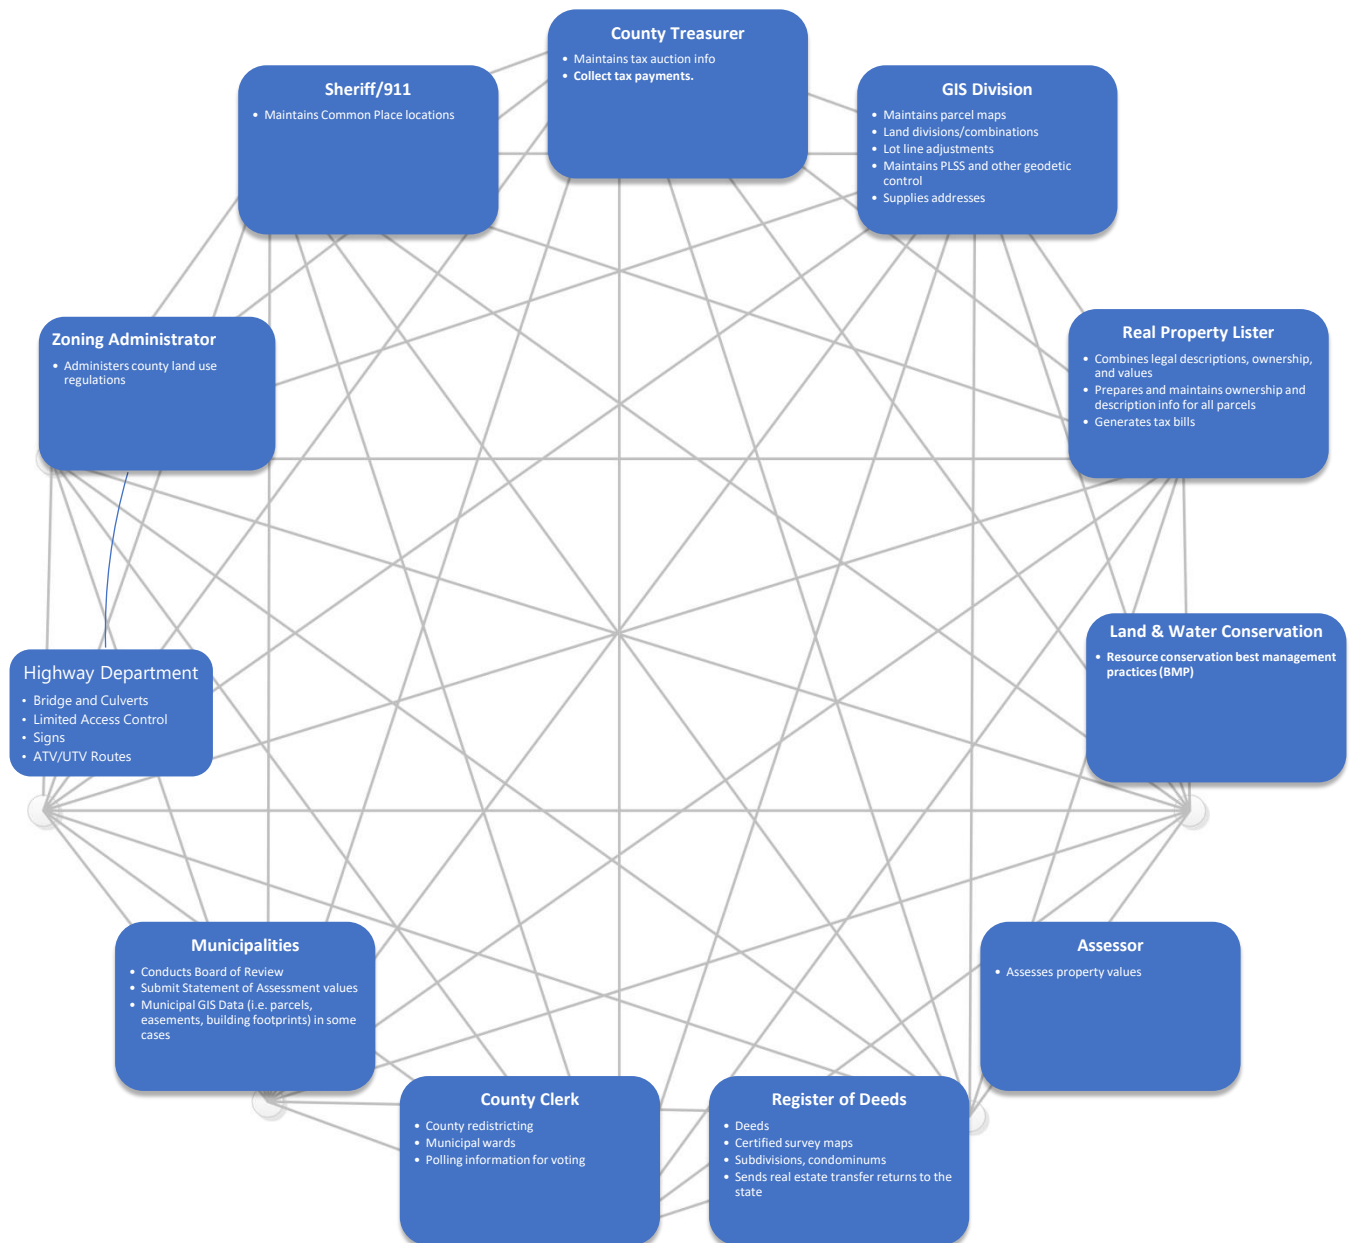 County Treasurer
• Maintains tax auction info
• Collect tax payments.
Sheriff/911
• Maintains Common Place locations
GIS Division
• Maintains parcel maps
• Land divisions/combinations
• Lot line adjustments
• Maintains PLSS and other geodetic
control
• Supplies addresses
Zoning Administrator
• Administers county land use
regulations
Real Property Lister
• Combines legal descriptions, ownership,
and values
• Prepares and maintains ownership and
description info for all parcels
• Generates tax bills
Highway Department
• Bridge and Culverts
• Limited Access Control
• Signs
• ATV/UTV Routes
Land & Water Conservation
• Resource conservation best management
practices (BMP)
Municipalities
• Conducts Board of Review
• Submit Statement of Assessment values
• Municipal GIS Data (i.e. parcels,
easements, building footprints) in some
cases
Assessor
• Assesses property values
County Clerk
• County redistricting
• Municipal wards
• Polling information for voting
Register of Deeds
• Deeds
• Certified survey maps
• Subdivisions, condominums
• Sends real estate transfer returns to the
state